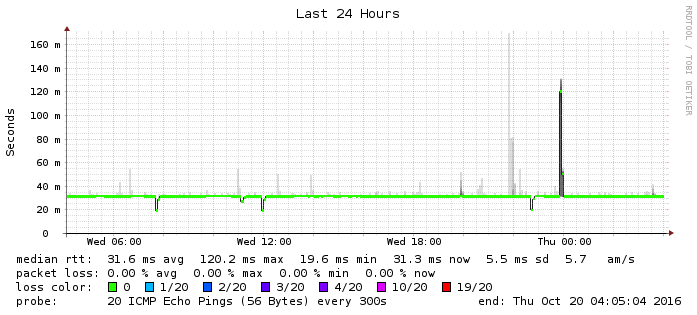 Last 24 Hours
RRDTOOL / TOBI OETIKER
Seconds
160 m
140 m
120 m
100 m
80 m
60 m
40 m
20 m
0
Wed 06:00 Wed 12:00 Wed 18:00 Thu 00:00
median rtt: 31.6 ms avg 120.2 ms max 19.6 ms min 31.3 ms now 5.5 ms sd 5.7 am/s
packet loss: 0.00 % avg 0.00 % max 0.00 % min 0.00 % now
loss color: 0 1/20 2/20 3/20 4/20 10/20 19/20
probe: 20 ICMP Echo Pings (56 Bytes) every 300s end: Thu Oct 20 04:05:04 2016